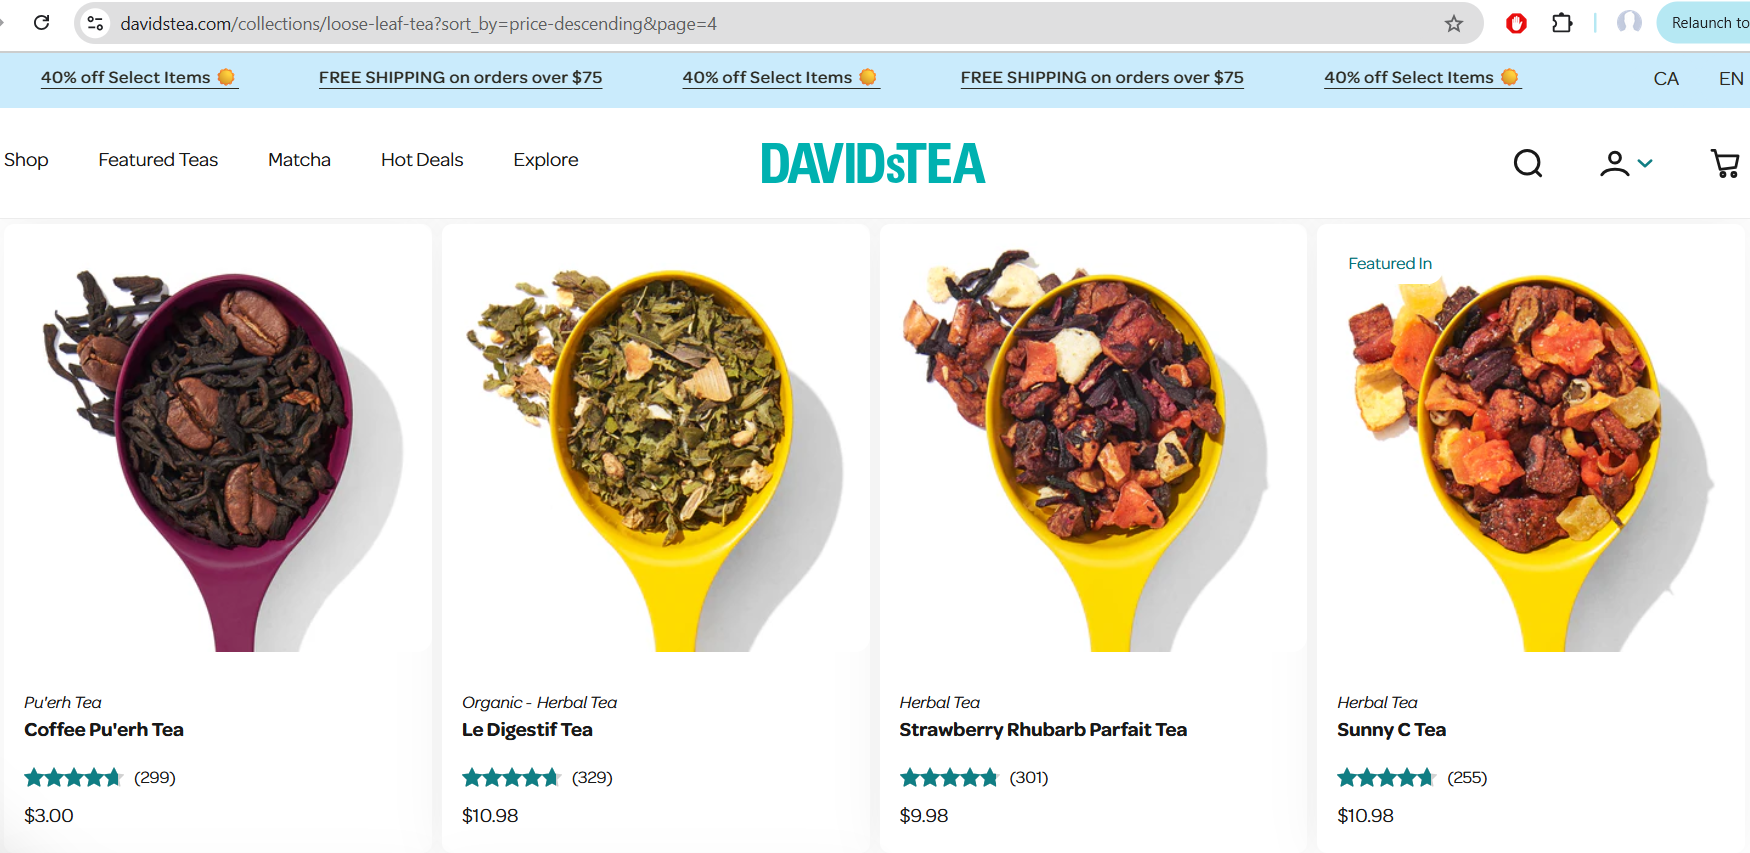 davidstea.com/collections/loose-leaf-tea?sort_by=price-descending&page=4
Relaunch to
40% off Select Items
FREE SHIPPING on orders over $75
40% off Select Items
FREE SHIPPING on orders over $75
40% off Select Items
CA
EN
Shop
Featured Teas
Matcha
Hot Deals
Explore
DAVIDsTEA
Pu'erh Tea
Coffee Pu'erh Tea
(299)
$3.00
Organic - Herbal Tea
Le Digestif Tea
(329)
$10.98
Herbal Tea
Strawberry Rhubarb Parfait Tea
(301)
$9.98
Featured In
Herbal Tea
Sunny C Tea
(255)
$10.98